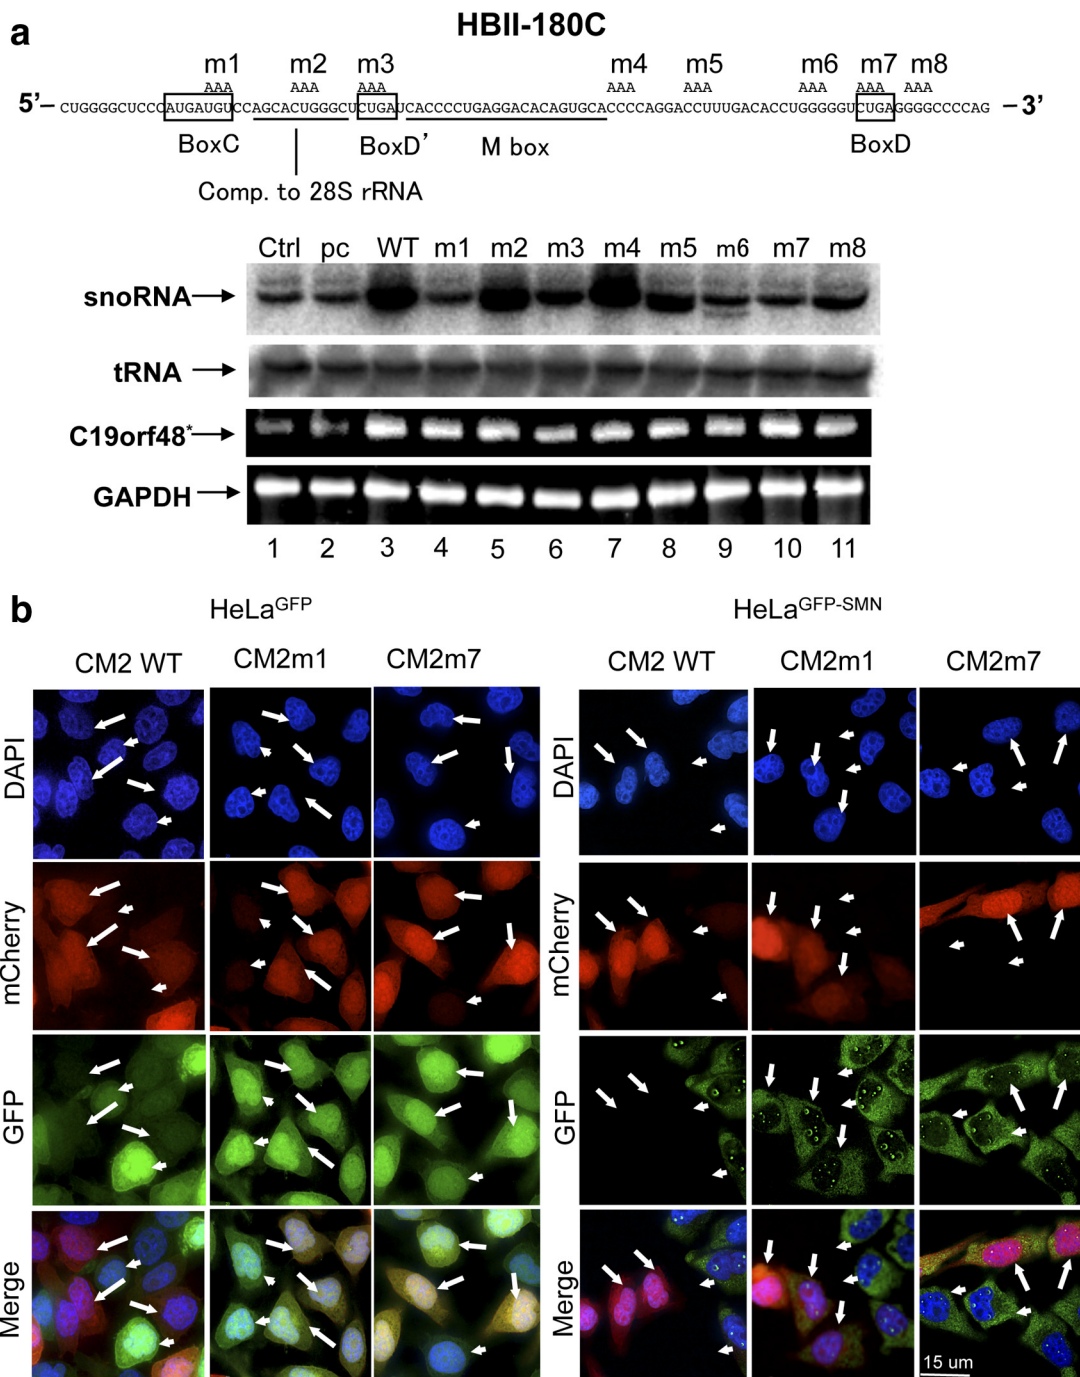 a
HBII-180C
m1 m2 m3 m4 m5 m6 m7 m8
AAA AAA AAA AAA AAA AAA AAA AAA
5’– CUGGGGCUCCCAUGAUGUCCAGCACUGGGCUCUGAUCACCCCUGAGGACACAGUGCACCCCAGGACCUUUGACACCUGGGGGUCUGAGGGGCCCCAG –3’
BoxC BoxD’ M box BoxD
Comp. to 28S rRNA
Ctrl pc WT m1 m2 m3 m4 m5 m6 m7 m8
snoRNA
tRNA
C19orf48*
GAPDH
1 2 3 4 5 6 7 8 9 10 11
b
HeLaGFP HeLaGFP-SMN
CM2 WT CM2m1 CM2m7 CM2 WT CM2m1 CM2m7
DAPI DAPI
mCherry mCherry
GFP GFP
Merge Merge
15 um